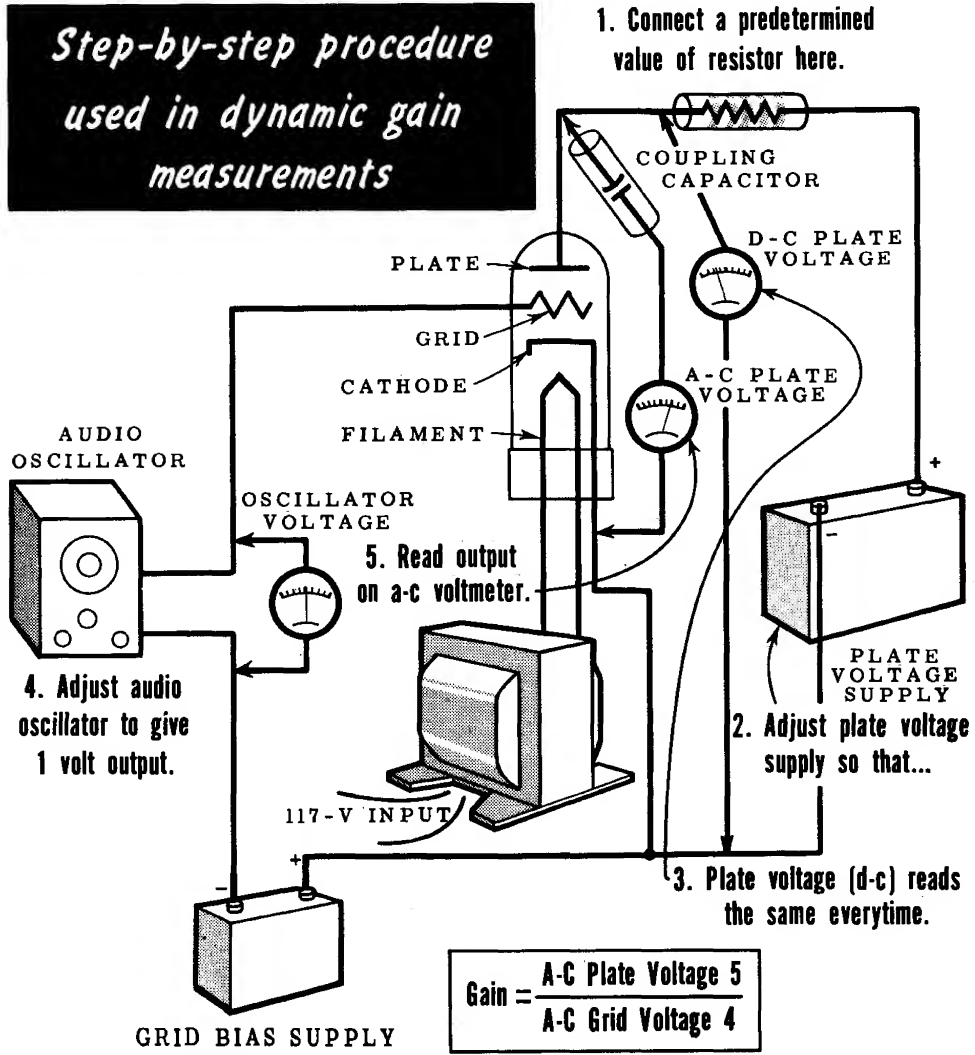 Step-by-step procedure
used in dynamic gain
measurements
1. Connect a predetermined
value of resistor here.
COUPLING
CAPACITOR
D-C PLATE
VOLTAGE
PLATE
GRID
CATHODE
A-C PLATE
VOLTAGE
FILAMENT
AUDIO
OSCILLATOR
OSCILLATOR
VOLTAGE
+
-
5. Read output
on a-c voltmeter.
4. Adjust audio
oscillator to give
1 volt output.
PLATE
VOLTAGE
SUPPLY
2. Adjust plate voltage
supply so that...
117-V INPUT
-
+
3. Plate voltage (d-c) reads
the same everytime.
GRID BIAS SUPPLY
Gain = A-C Plate Voltage 5
A-C Grid Voltage 4